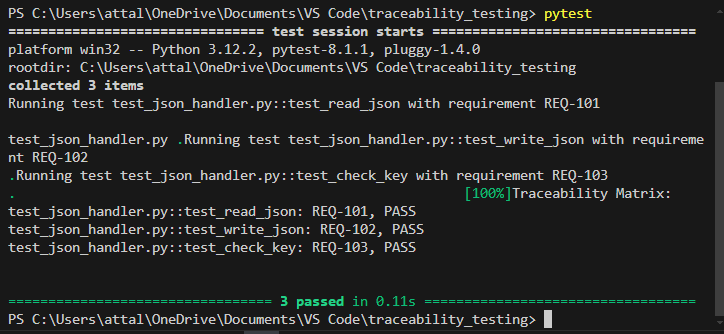 PS C:\Users\attal\OneDrive\Documents\VS Code\traceability_testing> pytest
================================ test session starts =================================
platform win32 -- Python 3.12.2, pytest-8.1.1, pluggy-1.4.0
rootdir: C:\Users\attal\OneDrive\Documents\VS Code\traceability_testing
collected 3 items
Running test test_json_handler.py::test_read_json with requirement REQ-101
test_json_handler.py .Running test test_json_handler.py::test_write_json with requireme
nt REQ-102
.Running test test_json_handler.py::test_check_key with requirement REQ-103
.                                                        [100%]Traceability Matrix:
test_json_handler.py::test_read_json: REQ-101, PASS
test_json_handler.py::test_write_json: REQ-102, PASS
test_json_handler.py::test_check_key: REQ-103, PASS
================================= 3 passed in 0.11s ==================================
PS C:\Users\attal\OneDrive\Documents\VS Code\traceability_testing>